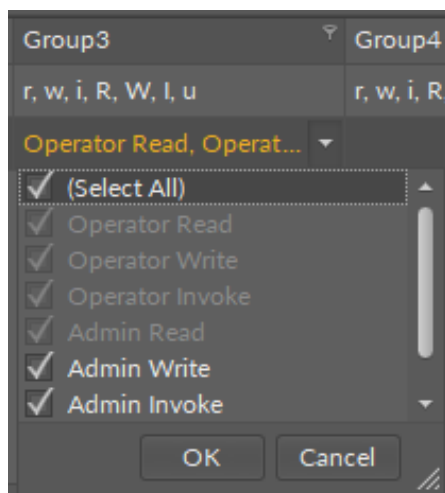 Group3 Group4
r, w, i, R, W, I, u r, w, i, R
Operator Read, Operat...
(Select All)
Operator Read
Operator Write
Operator Invoke
Admin Read
Admin Write
Admin Invoke
OK Cancel